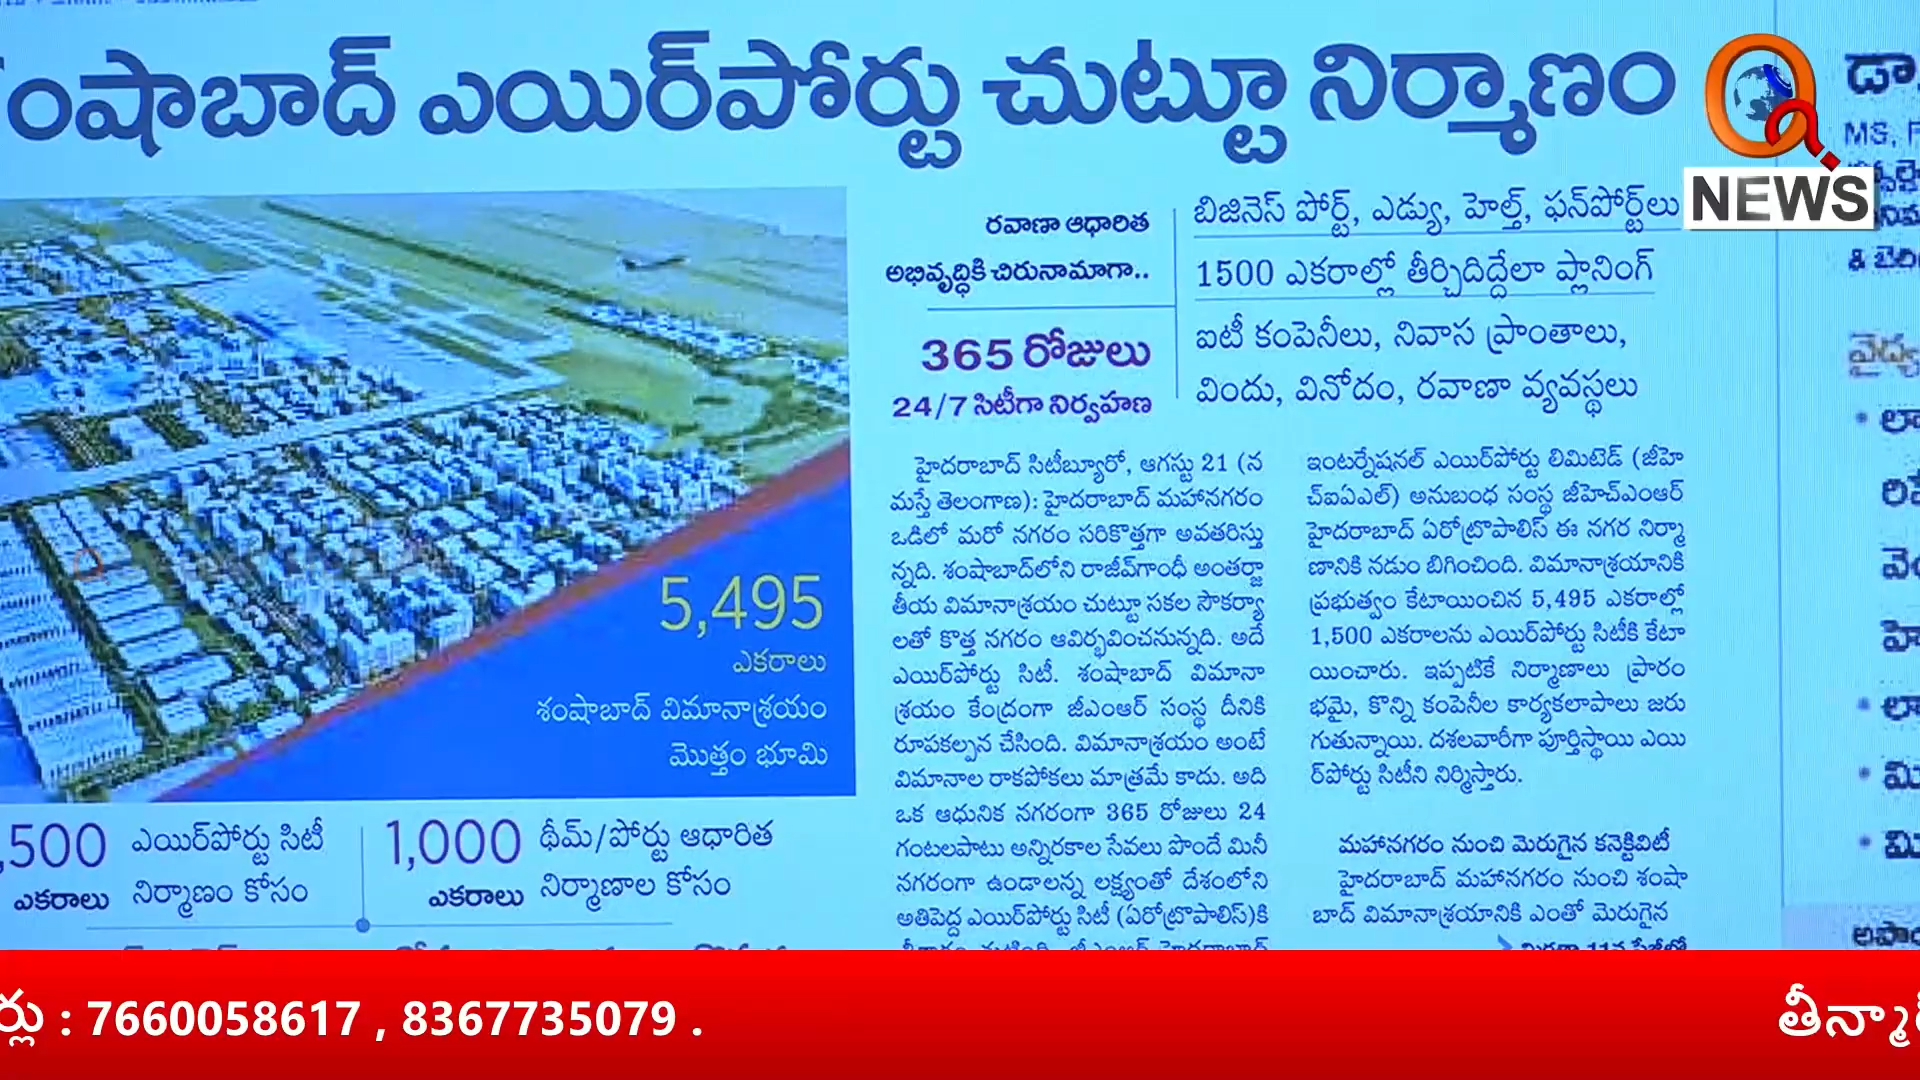 శంషాబాద్ ఎయిర్‌పోర్టు చుట్టూ నిర్మాణం
NEWS
MS,
రవాణా ఆధారిత
అభివృద్ధికి చిరునామాగా..
365 రోజులు
24/7 సిటీగా నిర్వహణ
బిజినెస్ పోర్ట్, ఎడ్యు, హెల్త్, ఫన్‌పోర్ట్‌లు
1500 ఎకరాల్లో తీర్చిదిద్దేలా ప్లానింగ్
ఐటీ కంపెనీలు, నివాస ప్రాంతాలు,
విందు, వినోదం, రవాణా వ్యవస్థలు
5,495
ఎకరాలు
శంషాబాద్ విమానాశ్రయం
మొత్తం భూమి
,500 ఎయిర్‌పోర్టు సిటీ
ఎకరాలు నిర్మాణం కోసం
1,000 థీమ్/పోర్టు ఆధారిత
ఎకరాలు నిర్మాణాల కోసం
హైదరాబాద్ సిటీబ్యూరో, ఆగస్టు 21 (న
మస్తే తెలంగాణ): హైదరాబాద్ మహానగరం
ఒడిలో మరో నగరం సరికొత్తగా అవతరిస్తు
న్నది. శంషాబాద్‌లోని రాజీవ్‌గాంధీ అంతర్జా
తీయ విమానాశ్రయం చుట్టూ సకల సౌకర్యా
లతో కొత్త నగరం ఆవిర్భవించనున్నది. అదే
ఎయిర్‌పోర్టు సిటీ. శంషాబాద్ విమానా
శ్రయం కేంద్రంగా జీఎంఆర్ సంస్థ దీనికి
రూపకల్పన చేసింది. విమానాశ్రయం అంటే
విమానాల రాకపోకలు మాత్రమే కాదు. అది
ఒక ఆధునిక నగరంగా 365 రోజులు 24
గంటలపాటు అన్నిరకాల సేవలు పొందే మినీ
నగరంగా ఉండాలన్న లక్ష్యంతో దేశంలోని
అతిపెద్ద ఎయిర్‌పోర్టు సిటీ (ఏరోట్రొపాలిస్)కి
ఇంటర్నేషనల్ ఎయిర్‌పోర్టు లిమిటెడ్ (జీహె
చ్ఐఏఎల్) అనుబంధ సంస్థ జీహెచ్ఎంఆర్
హైదరాబాద్ ఏరోట్రొపాలిస్ ఈ నగర నిర్మా
ణానికి నడుం బిగించింది. విమానాశ్రయానికి
ప్రభుత్వం కేటాయించిన 5,495 ఎకరాల్లో
1,500 ఎకరాలను ఎయిర్‌పోర్టు సిటీకి కేటా
యించారు. ఇప్పటికే నిర్మాణాలు ప్రారం
భమై, కొన్ని కంపెనీల కార్యకలాపాలు జరు
గుతున్నాయి. దశలవారీగా పూర్తిస్థాయి ఎయి
ర్‌పోర్టు సిటీని నిర్మిస్తారు.
మహానగరం నుంచి మెరుగైన కనెక్టివిటీ
హైదరాబాద్ మహానగరం నుంచి శంషా
బాద్ విమానాశ్రయానికి ఎంతో మెరుగైన
ర్లు : 7660058617 , 8367735079 .
తీన్మా